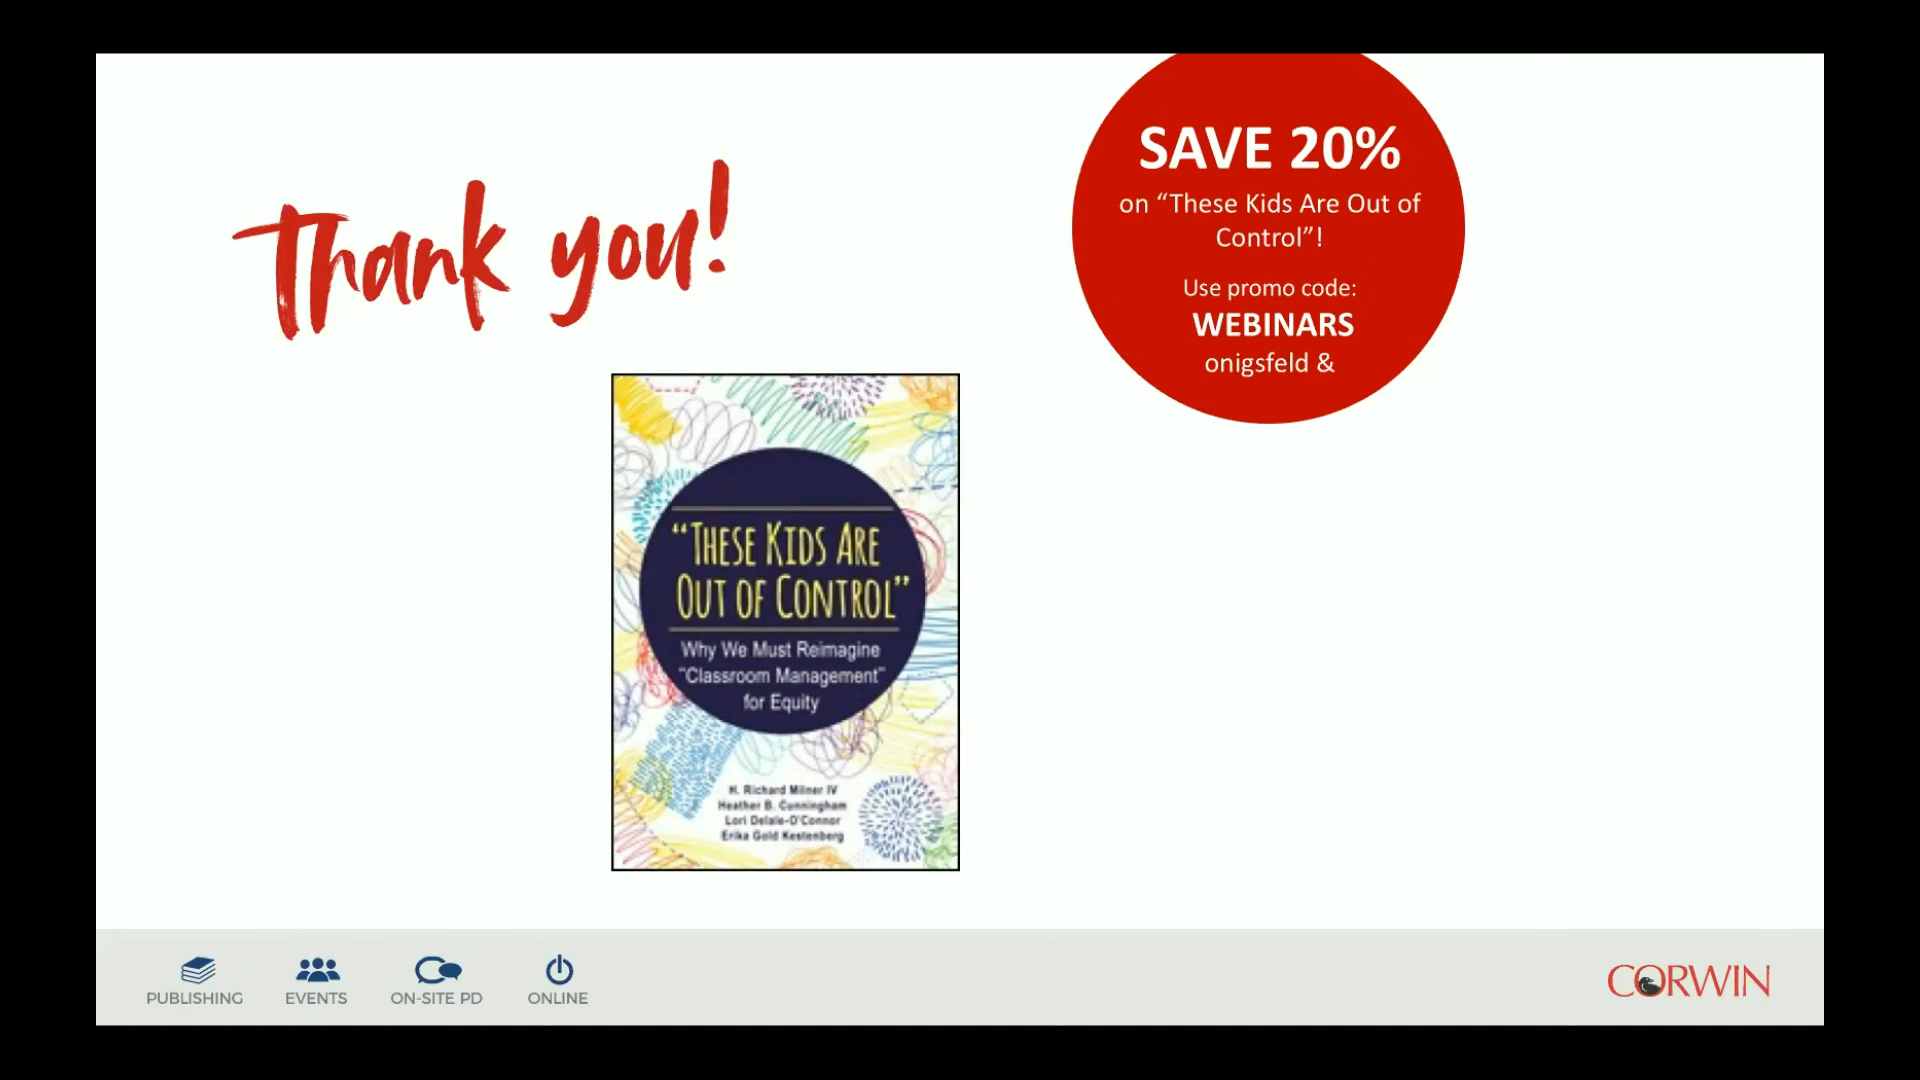 Thank you!
SAVE 20%
on “These Kids Are Out of
Control”!
Use promo code:
WEBINARS
onigsfeld &
“THESE KIDS ARE
OUT OF CONTROL”
Why We Must Reimagine
"Classroom Management"
for Equity
H. Richard Milner IV
Heather B. Cunningham
Lori Delale-O'Connor
Erika Gold Kestenberg
PUBLISHING
EVENTS
ON-SITE PD
ONLINE
CORWIN